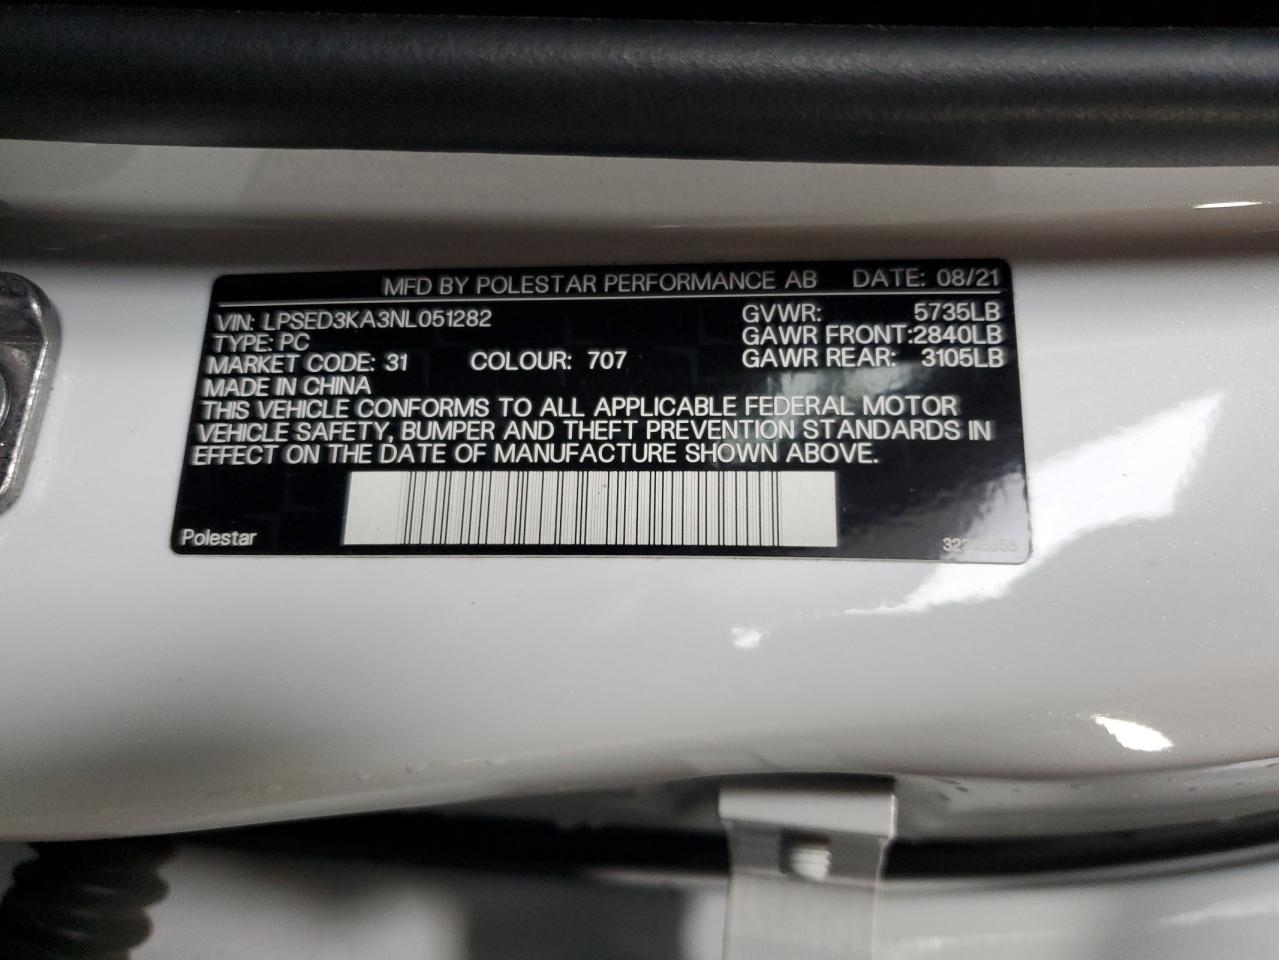 MFD BY POLESTAR PERFORMANCE AB DATE: 08/21
VIN: LPSED3KA3NL051282 GVWR: 5735LB
TYPE: PC GAWR FRONT:2840LB
MARKET CODE: 31 COLOUR: 707 GAWR REAR: 3105LB
MADE IN CHINA
THIS VEHICLE CONFORMS TO ALL APPLICABLE FEDERAL MOTOR
VEHICLE SAFETY, BUMPER AND THEFT PREVENTION STANDARDS IN
EFFECT ON THE DATE OF MANUFACTURE SHOWN ABOVE.
Polestar